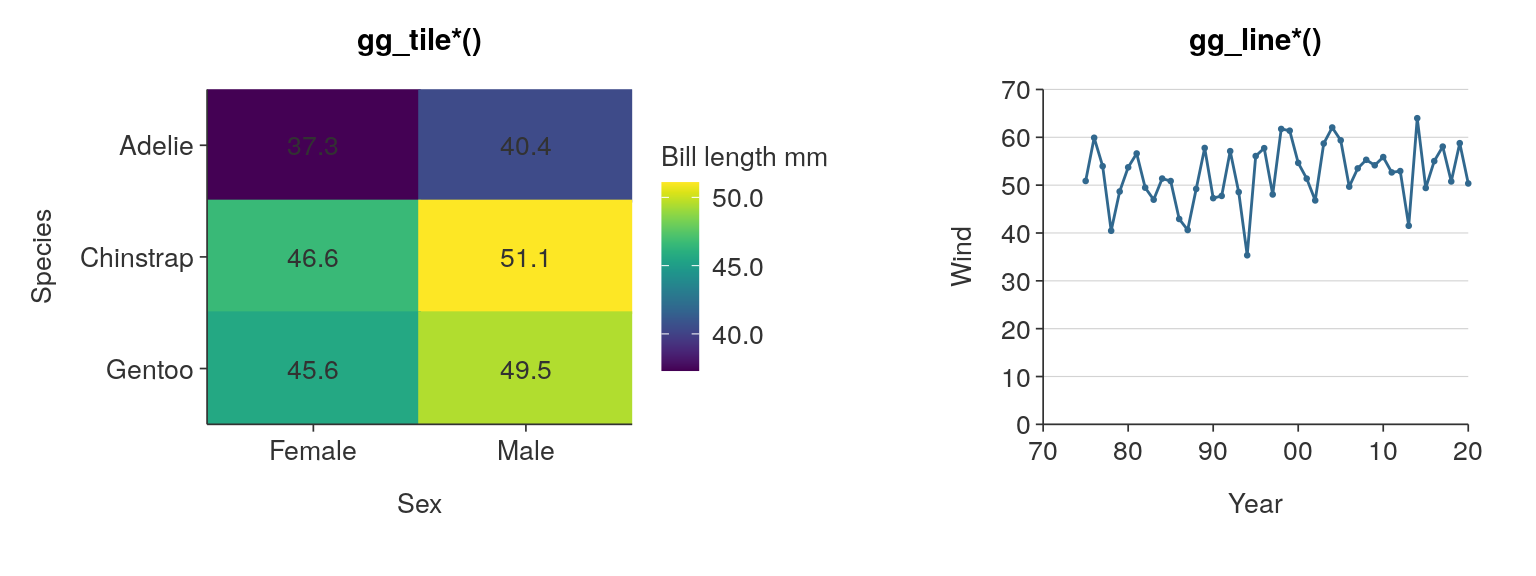 gg_tile*()
Species
Adelie
Chinstrap
Gentoo
37.3
40.4
46.6
51.1
45.6
49.5
Female
Male
Sex
Bill length mm
50.0
45.0
40.0
gg_line*()
Wind
70
60
50
40
30
20
10
0
70
80
90
00
10
20
Year